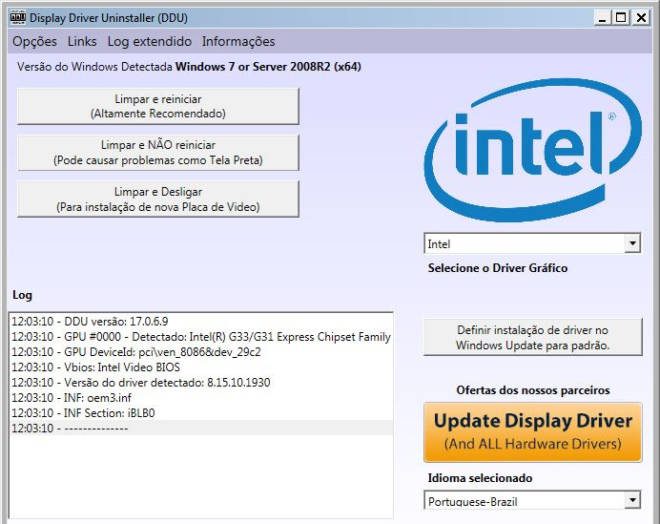 Display Driver Uninstaller (DDU)
Opções Links Log extendido Informações
Versão do Windows Detectada Windows 7 or Server 2008R2 (x64)
Limpar e reiniciar
(Altamente Recomendado)
Limpar e NÃO reiniciar
(Pode causar problemas como Tela Preta)
Limpar e Desligar
(Para instalação de nova Placa de Video)
intel
Intel
Selecione o Driver Gráfico
Log
12:03:10 - DDU versão: 17.0.6.9
12:03:10 - GPU #0000 - Detectado: Intel(R) G33/G31 Express Chipset Family
12:03:10 - GPU DeviceId: pci\ven_8086&dev_29c2
12:03:10 - Vbios: Intel Video BIOS
12:03:10 - Versão do driver detectado: 8.15.10.1930
12:03:10 - INF: oem3.inf
12:03:10 - INF Section: iBLB0
12:03:10 - --------------
Definir instalação de driver no
Windows Update para padrão.
Ofertas dos nossos parceiros
Update Display Driver
(And ALL Hardware Drivers)
Idioma selecionado
Portuguese-Brazil